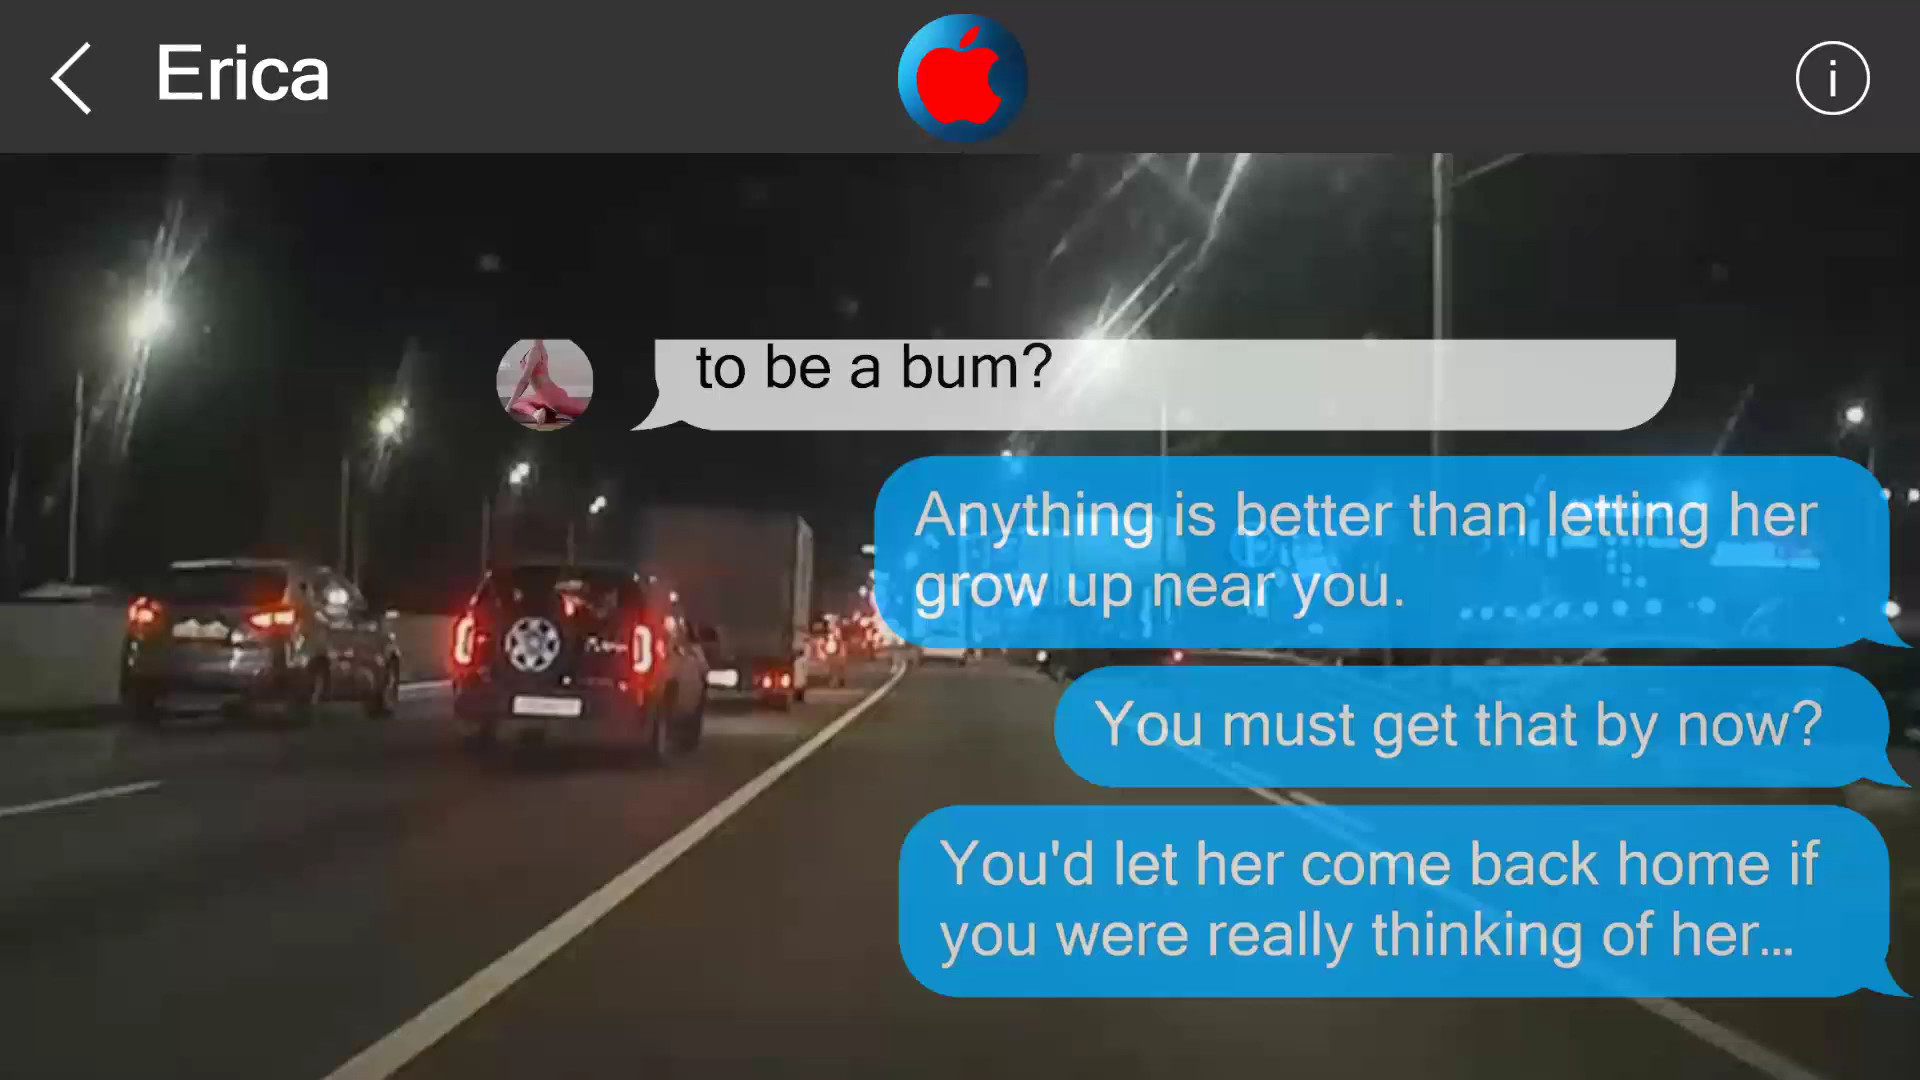 Erica
to be a bum?
Anything is better than letting her
grow up near you.
You must get that by now?
You'd let her come back home if
you were really thinking of her...